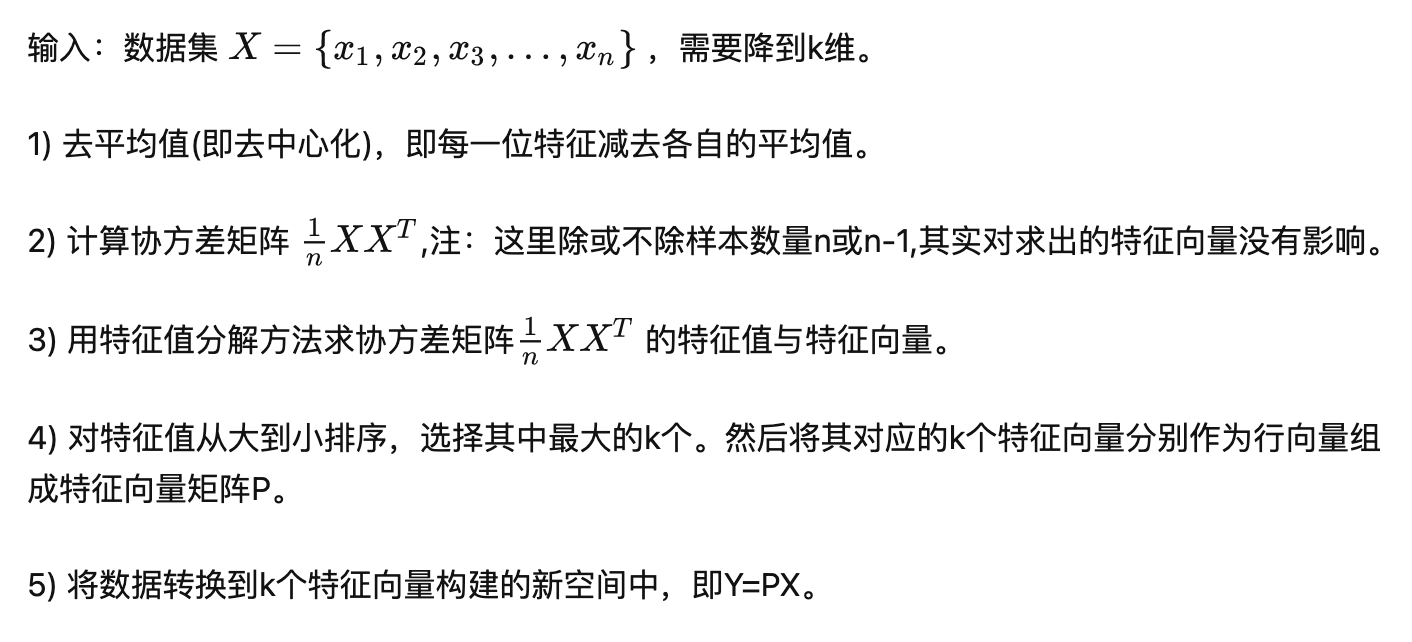 输入：数据集 $X = \{x_1, x_2, x_3, \ldots, x_n\}$ ，需要降到k维。
1) 去平均值(即去中心化)，即每一位特征减去各自的平均值。
2) 计算协方差矩阵 $\frac{1}{n}XX^T$,注：这里除或不除样本数量n或n-1,其实对求出的特征向量没有影响。
3) 用特征值分解方法求协方差矩阵$\frac{1}{n}XX^T$ 的特征值与特征向量。
4) 对特征值从大到小排序，选择其中最大的k个。然后将其对应的k个特征向量分别作为行向量组
成特征向量矩阵P。
5) 将数据转换到k个特征向量构建的新空间中，即Y=PX。